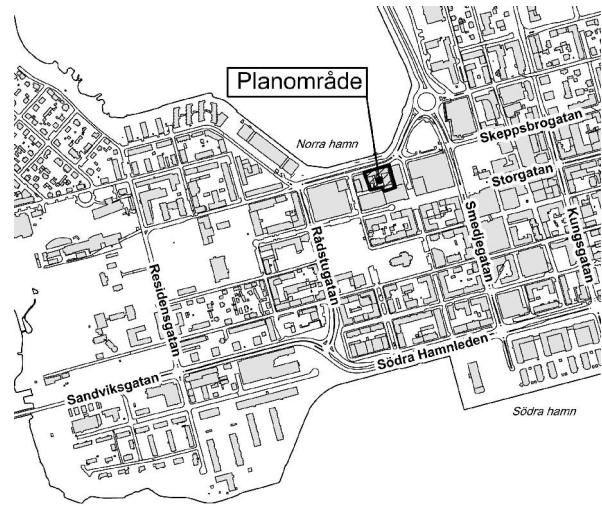 Planområde
Norra hamn
Skeppsbrogatan
Storgatan
Kungsgatan
Smedjegatan
Rådstugatan
Residensgatan
Södra Hamnleden
Sandviksgatan
Södra hamn